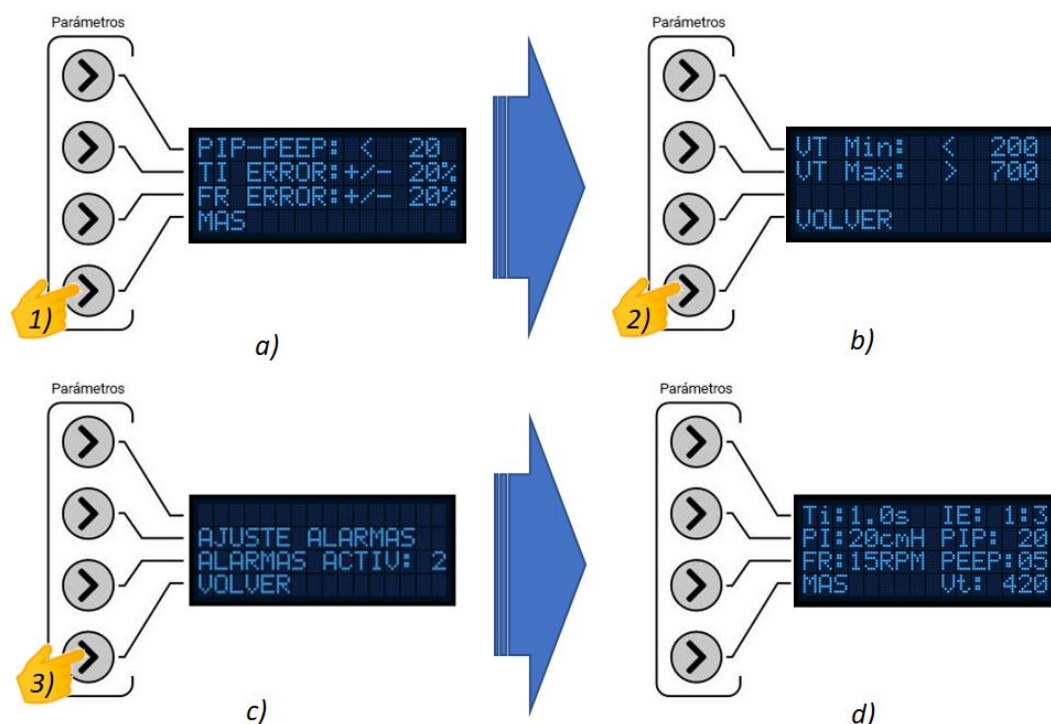 Parámetros
PIP-PEEP: < 20
TI ERROR:+/- 20%
FR ERROR:+/- 20%
MAS
1)
a)
Parámetros
VT Min: < 200
VT Max: > 700
VOLVER
2)
b)
Parámetros
AJUSTE ALARMAS
ALARMAS ACTIV: 2
VOLVER
3)
c)
Parámetros
Ti:1.0s IE: 1:3
PI:20cmH PIP: 20
FR:15RPM PEEP:05
MAS Vt: 420
d)